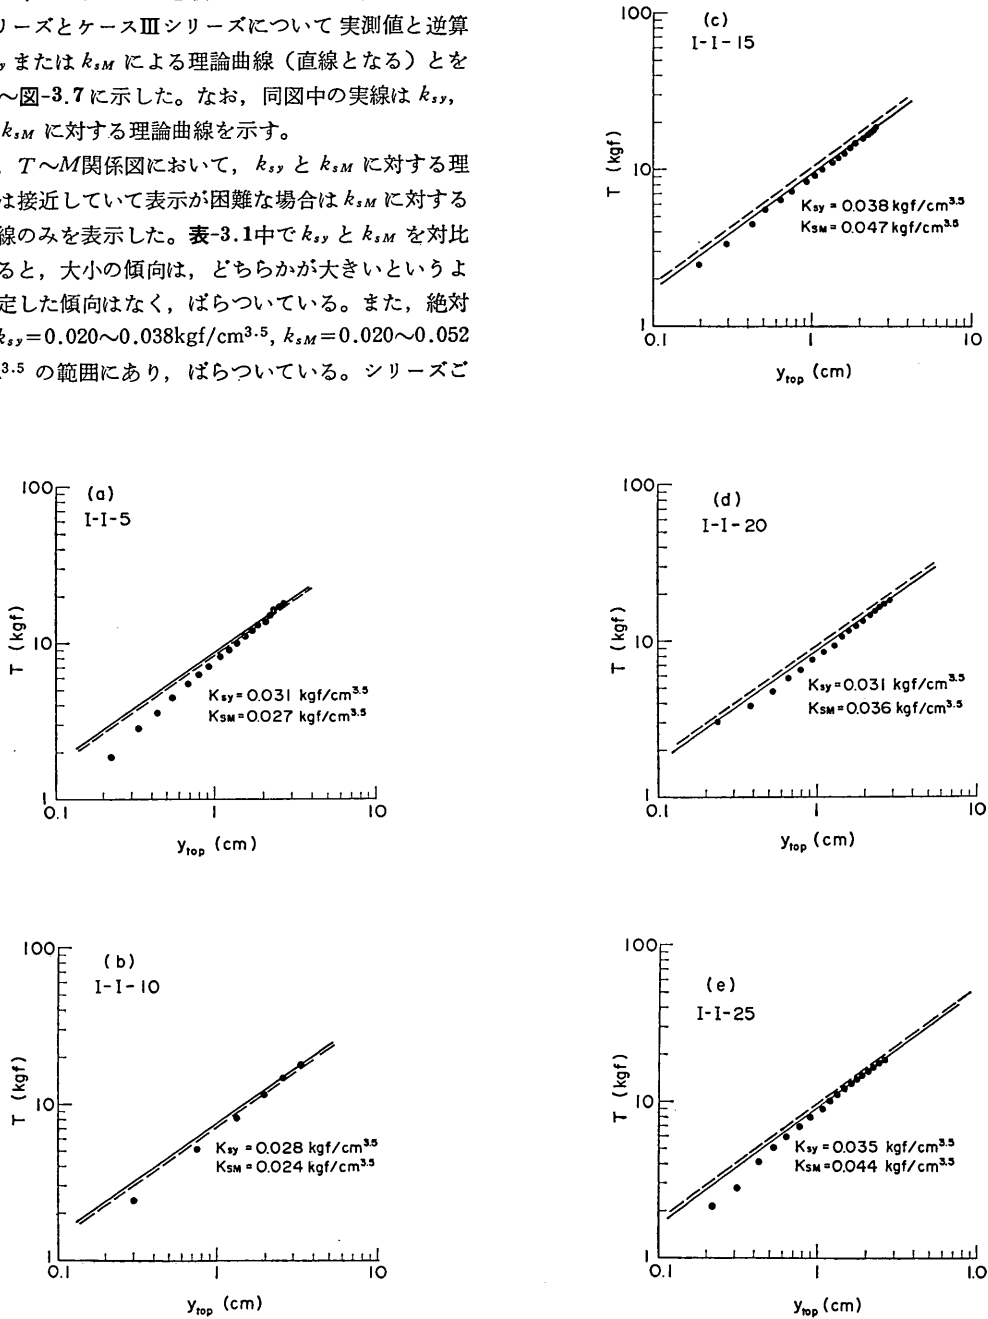 リーズとケースⅢシリーズについて 実測値と逆算
y または ksM による理論曲線(直線となる)とを
〜図-3.7に示した。なお,同図中の実線は ksy,
ksM に対する理論曲線を示す。
,T〜M関係図において,ksy と ksM に対する理
は接近していて表示が困難な場合は ksM に対する
線のみを表示した。表-3.1中で ksy と ksM を対比
ると,大小の傾向は,どちらかが大きいというよ
定した傾向はなく,ばらついている。また,絶対
ksy=0.020〜0.038kgf/cm3.5, ksM=0.020〜0.052
3.5 の範囲にあり,ばらついている。シリーズご
100
(c)
I-I-15
T (kgf)
10
Ksy = 0.038 kgf/cm3.5
KSM = 0.047 kgf/cm3.5
1
0.1 1 10
ytop (cm)
100
(a)
I-I-5
T (kgf)
10
Ksy = 0.031 kgf/cm3.5
KSM = 0.027 kgf/cm3.5
1
0.1 1 10
ytop (cm)
100
(d)
I-I-20
T (kgf)
10
Ksy = 0.031 kgf/cm3.5
KSM = 0.036 kgf/cm3.5
1
0.1 1 10
ytop (cm)
100
(b)
I-I-10
T (kgf)
10
Ksy = 0.028 kgf/cm3.5
KSM = 0.024 kgf/cm3.5
1
0.1 1 10
ytop (cm)
100
(e)
I-I-25
T (kgf)
10
Ksy = 0.035 kgf/cm3.5
KSM = 0.044 kgf/cm3.5
1
0.1 1 1.0
ytop (cm)